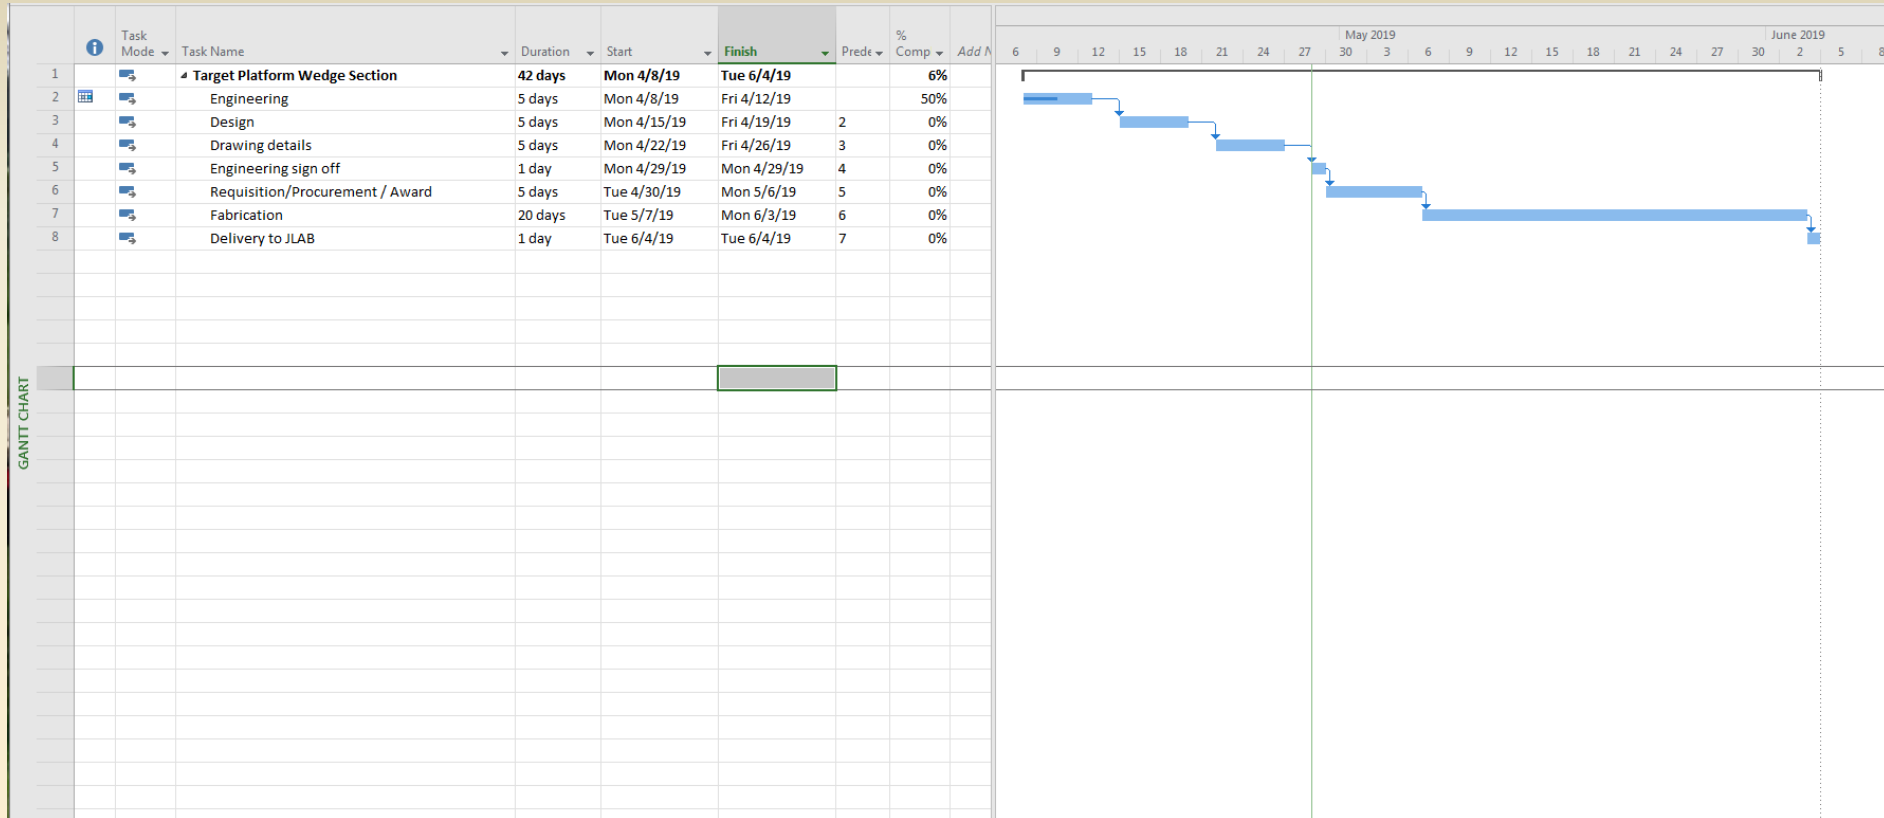 Task Mode Task Name Duration Start Finish Prede % Comp Add N
1 Target Platform Wedge Section 42 days Mon 4/8/19 Tue 6/4/19 6%
2 Engineering 5 days Mon 4/8/19 Fri 4/12/19 50%
3 Design 5 days Mon 4/15/19 Fri 4/19/19 2 0%
4 Drawing details 5 days Mon 4/22/19 Fri 4/26/19 3 0%
5 Engineering sign off 1 day Mon 4/29/19 Mon 4/29/19 4 0%
6 Requisition/Procurement / Award 5 days Tue 4/30/19 Mon 5/6/19 5 0%
7 Fabrication 20 days Tue 5/7/19 Mon 6/3/19 6 0%
8 Delivery to JLAB 1 day Tue 6/4/19 Tue 6/4/19 7 0%
May 2019 June 2019
6 9 12 15 18 21 24 27 30 3 6 9 12 15 18 21 24 27 30 2 5 8
GANTT CHART